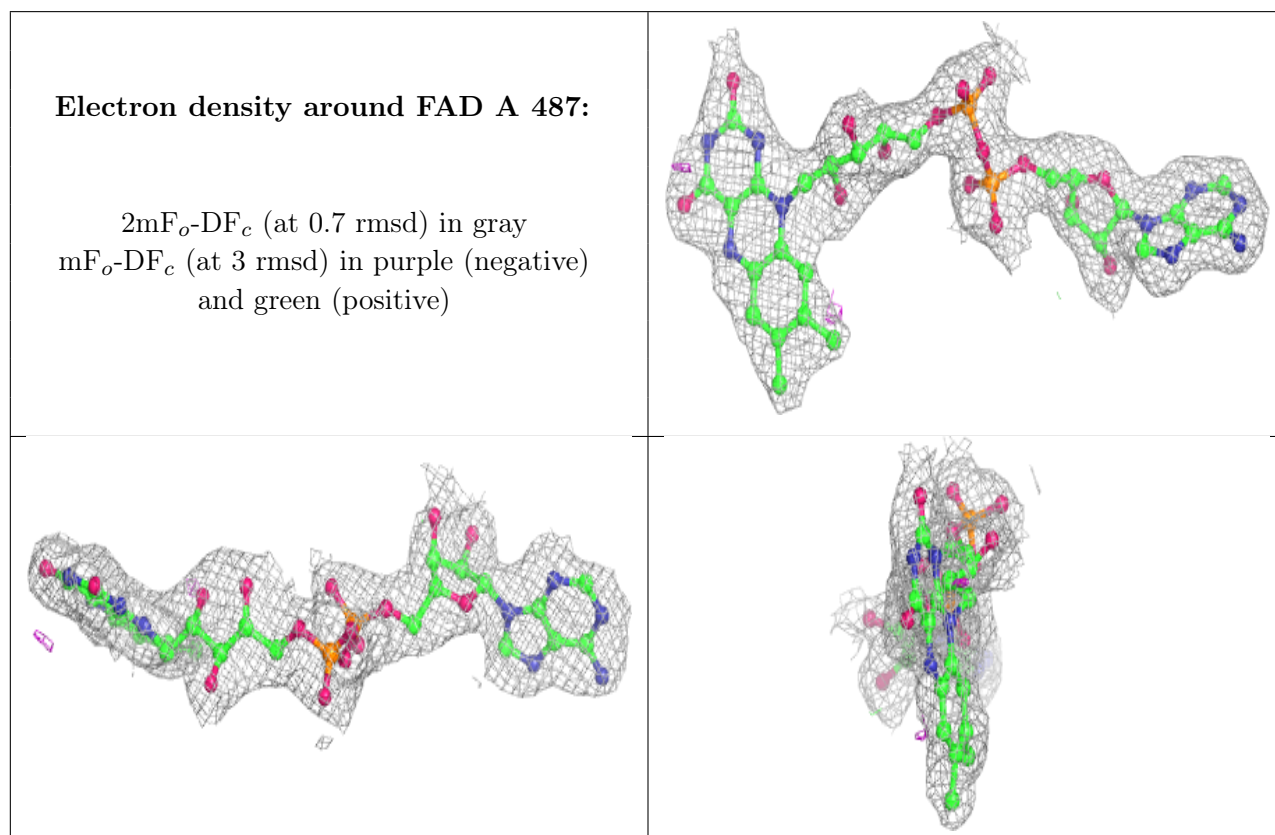 Electron density around FAD A 487:
2mFo-DFc (at 0.7 rmsd) in gray
mFo-DFc (at 3 rmsd) in purple (negative)
and green (positive)